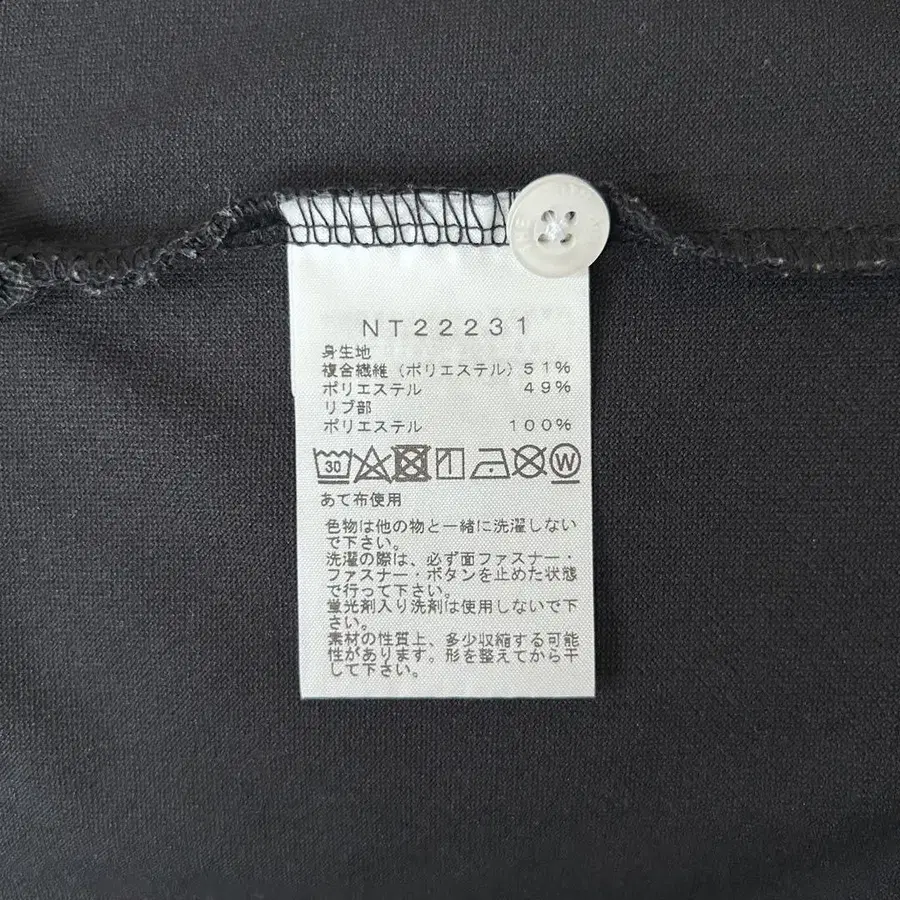 NT22231
身生地
複合繊維（ポリエステル）51%
ポリエステル 49%
リブ部
ポリエステル 100%
30 W
あて布使用
色物は他の物と一緒に洗濯しない
で下さい。
洗濯の際は、必ず面ファスナー・
ファスナー・ボタンを止めた状態
で行って下さい。
蛍光剤入り洗剤は使用しないで下
さい。
素材の性質上、多少収縮する可能
性があります。形を整えてから干
して下さい。